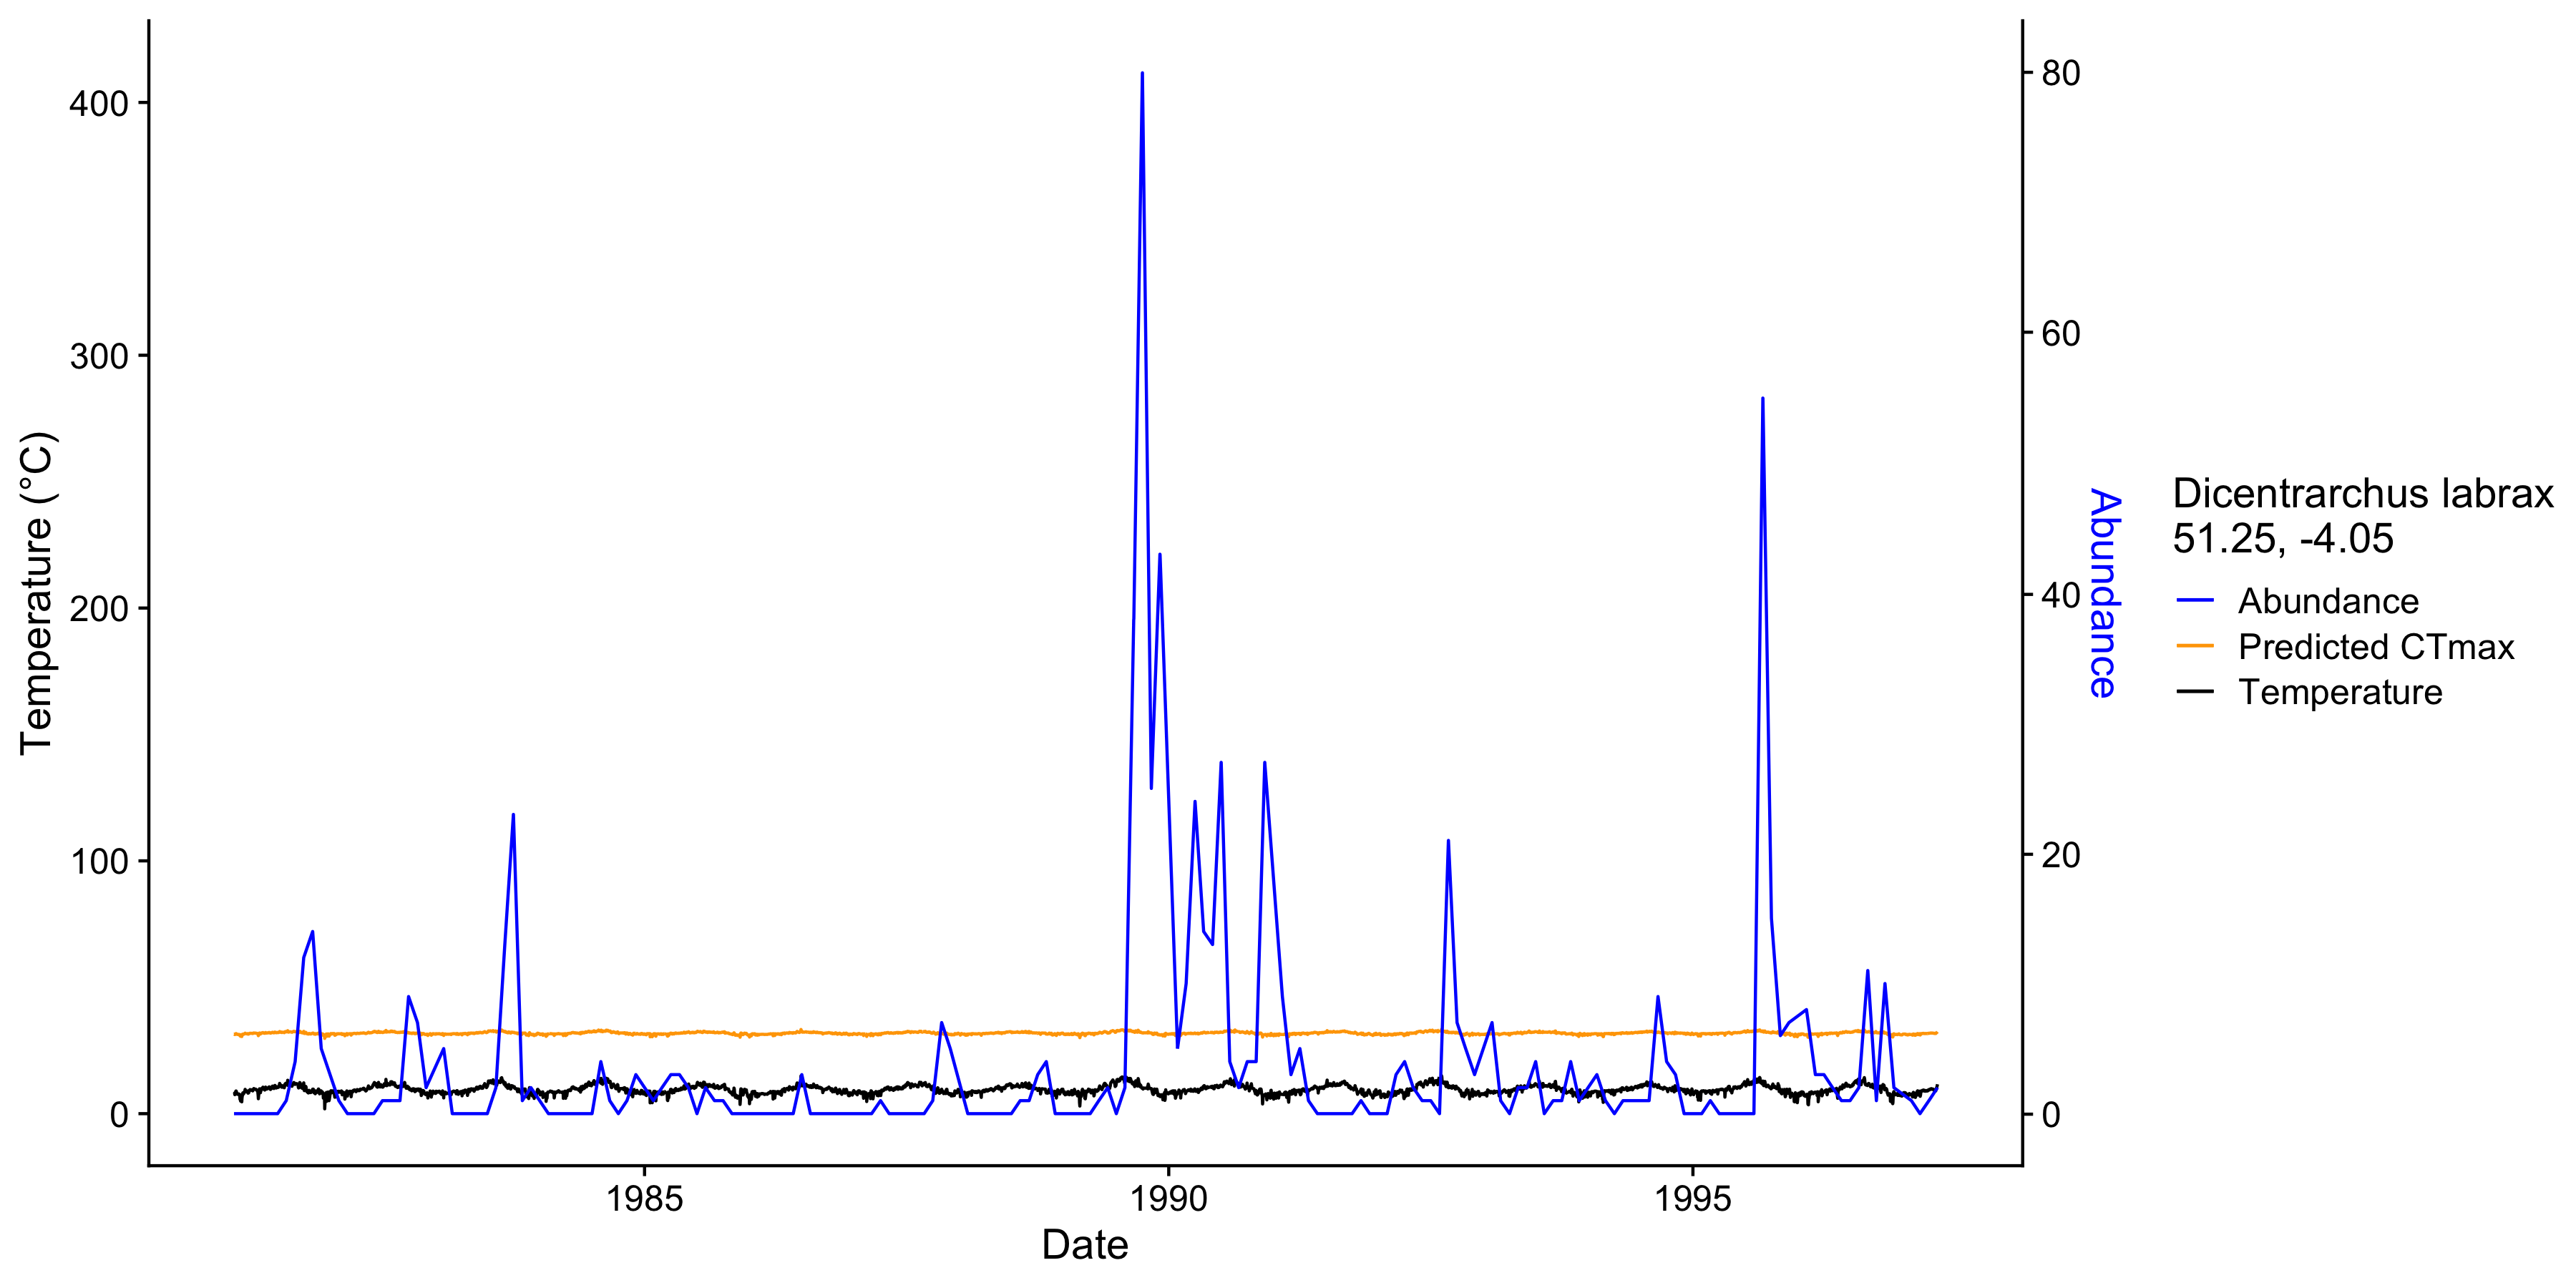 Temperature (°C)
400
300
200
100
0
1985
1990
1995
Date
80
60
40
20
0
Abundance
Dicentrarchus labrax
51.25, -4.05
Abundance
Predicted CTmax
Temperature